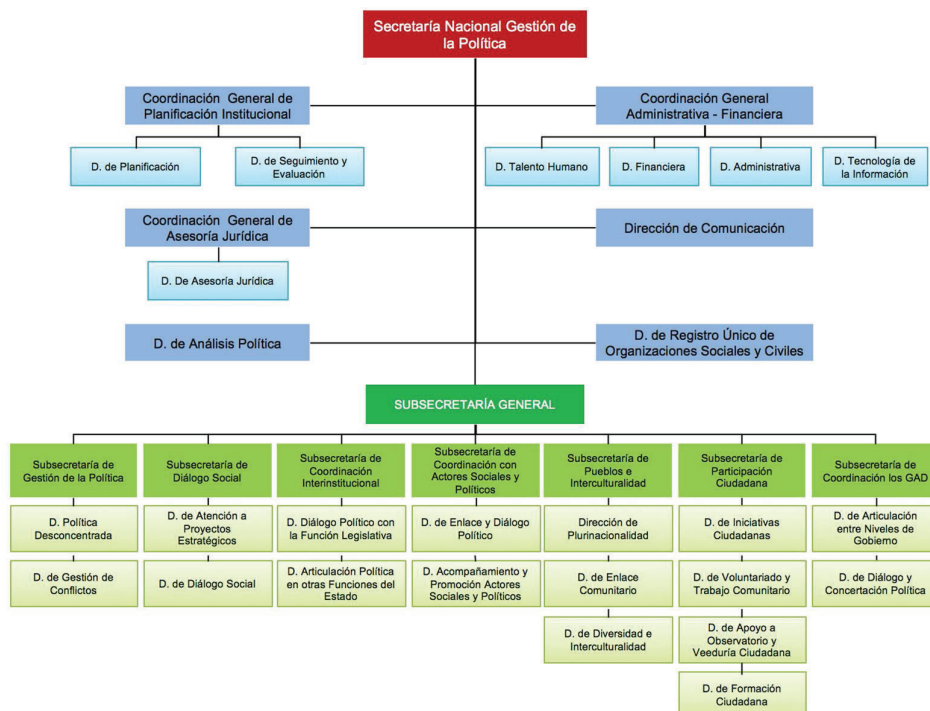 Secretaría Nacional Gestión de
la Política
Coordinación General de
Planificación Institucional
Coordinación General
Administrativa - Financiera
D. de Planificación
D. de Seguimiento y
Evaluación
D. Talento Humano
D. Financiera
D. Administrativa
D. Tecnología de
la Información
Coordinación General de
Asesoría Jurídica
Dirección de Comunicación
D. De Asesoría Jurídica
D. de Análisis Política
D. de Registro Único de
Organizaciones Sociales y Civiles
SUBSECRETARÍA GENERAL
Subsecretaría de
Gestión de la Política
Subsecretaría de
Diálogo Social
Subsecretaría de
Coordinación
Interinstitucional
Subsecretaría de
Coordinación con
Actores Sociales y
Políticos
Subsecretaría de
Pueblos e
Interculturalidad
Subsecretaría de
Participación
Ciudadana
Subsecretaría de
Coordinación los GAD
D. Política
Desconcentrada
D. de Atención a
Proyectos
Estratégicos
D. Diálogo Político con
la Función Legislativa
D. de Enlace y Diálogo
Político
Dirección de
Plurinacionalidad
D. de Iniciativas
Ciudadanas
D. de Articulación
entre Niveles de
Gobierno
D. de Gestión de
Conflictos
D. de Diálogo Social
D. Articulación Política
en otras Funciones del
Estado
D. Acompañamiento y
Promoción Actores
Sociales y Políticos
D. de Enlace
Comunitario
D. de Voluntariado y
Trabajo Comunitario
D. de Diálogo y
Concertación Política
D. de Diversidad e
Interculturalidad
D. de Apoyo a
Observatorio y
Veeduría Ciudadana
D. de Formación
Ciudadana